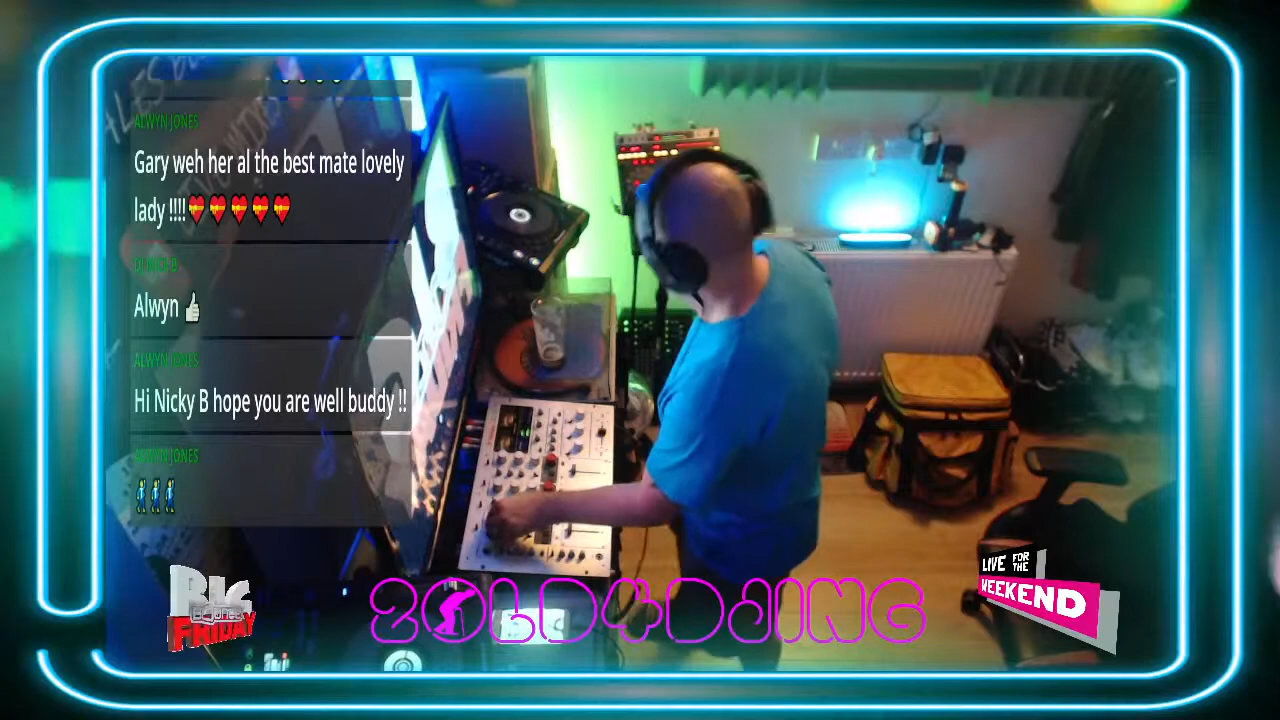 ALWYN JONES
Gary weh her al the best mate lovely
lady !!!!
Alwyn
ALWYN JONES
Hi Nicky B hope you are well buddy !!
ALWYN JONES
BIG
FRIDAY
2OLD4DJING
LIVE FOR THE
WEEKEND